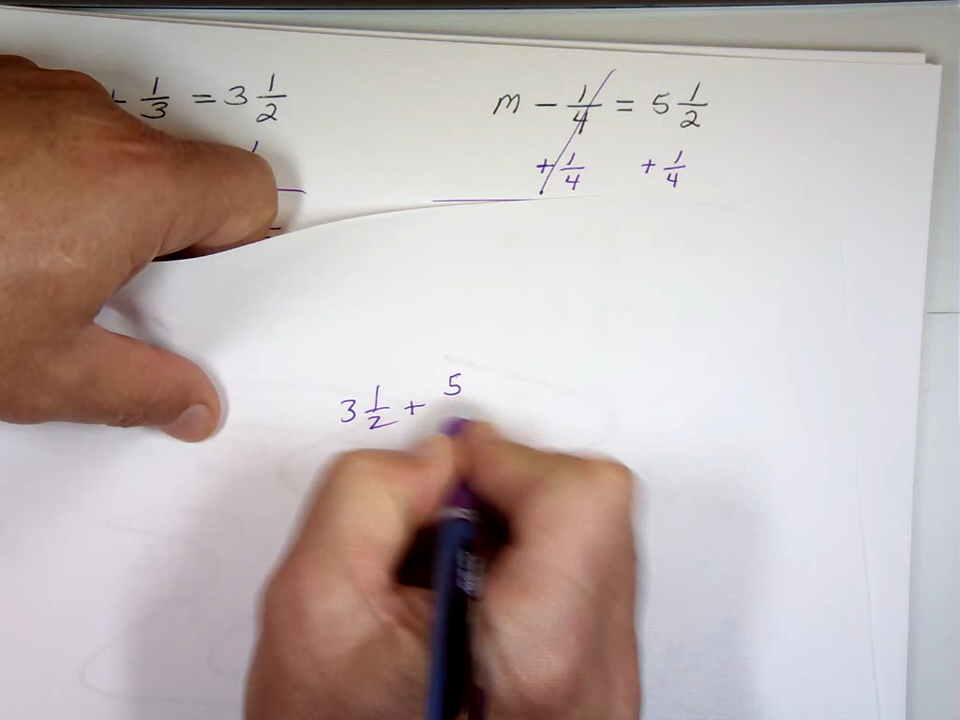 + 1/3 = 3 1/2
m - 1/4 = 5 1/2
+ 1/4 + 1/4
3 1/2 + 5